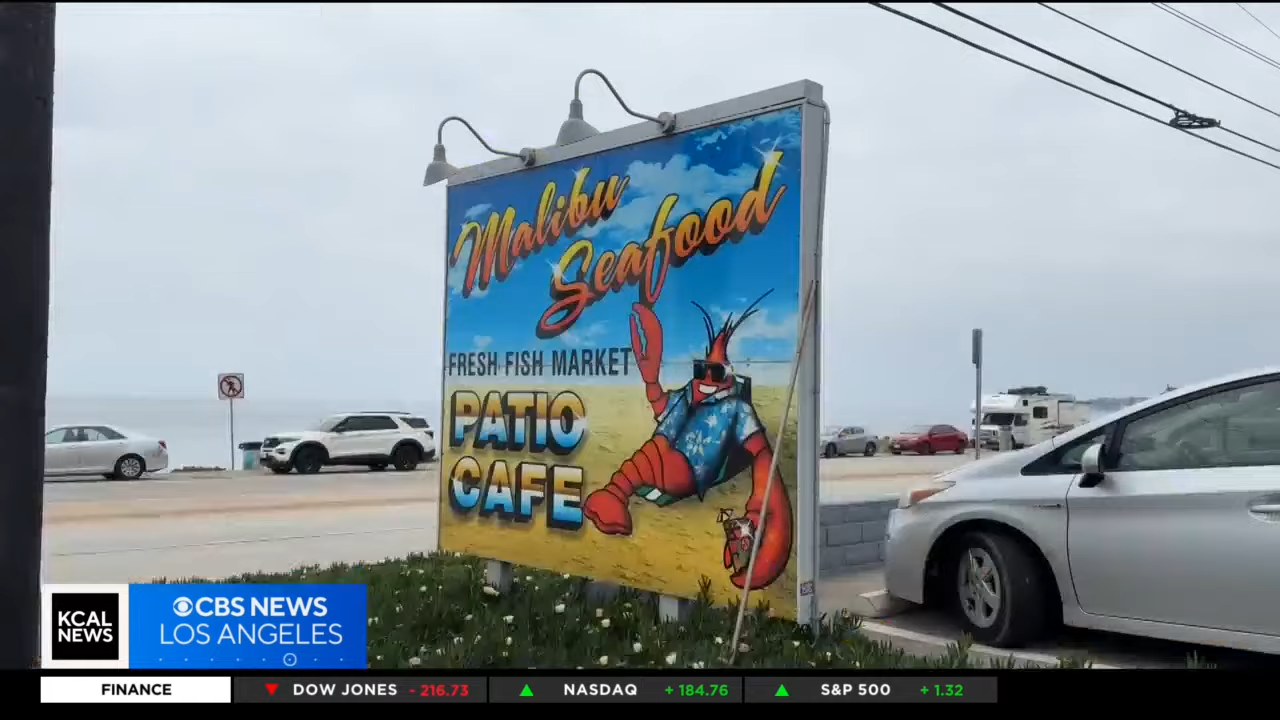 Malibu
Seafood
FRESH FISH MARKET
PATIO
CAFE
KCAL
NEWS
CBS NEWS
LOS ANGELES
FINANCE
DOW JONES - 216.73
NASDAQ + 184.76
S&P 500 + 1.32